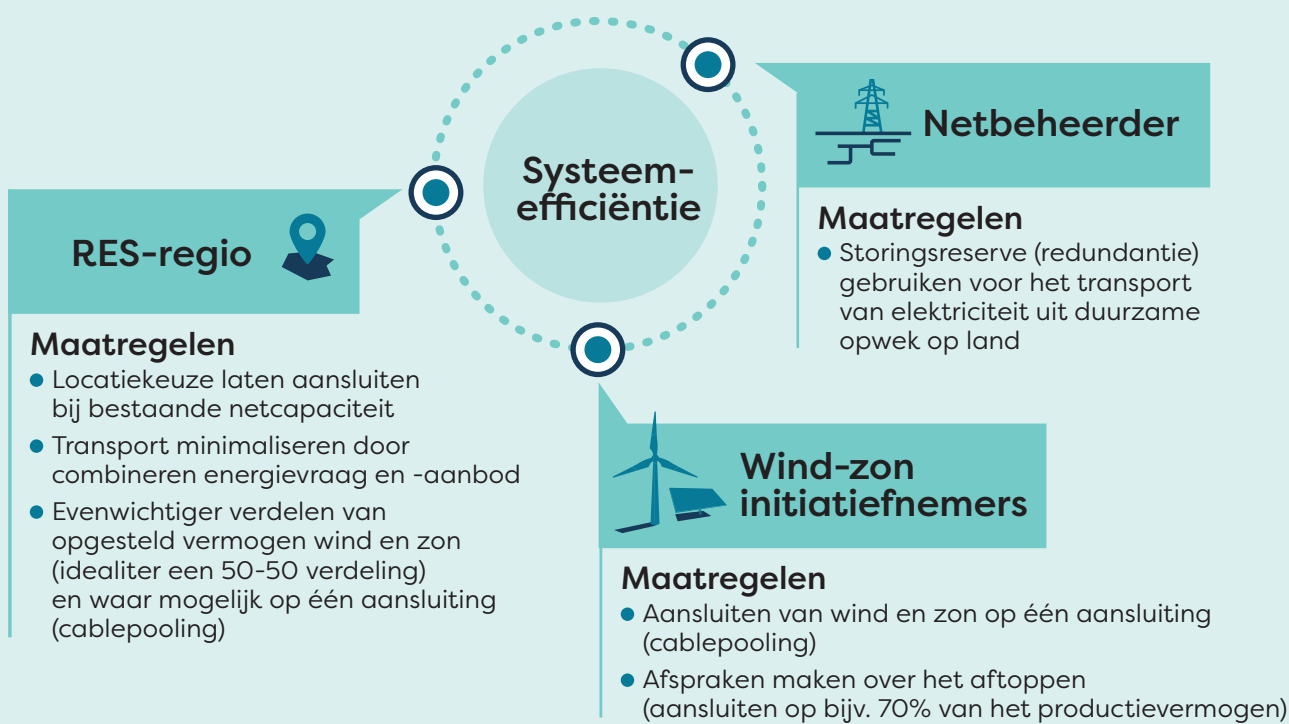 Systeem-
efficiëntie
Netbeheerder
Maatregelen
Storingsreserve (redundantie)
gebruiken voor het transport
van elektriciteit uit duurzame
opwek op land
RES-regio
Maatregelen
Locatiekeuze laten aansluiten
bij bestaande netcapaciteit
Transport minimaliseren door
combineren energievraag en -aanbod
Evenwichtiger verdelen van
opgesteld vermogen wind en zon
(idealiter een 50-50 verdeling)
en waar mogelijk op één aansluiting
(cablepooling)
Wind-zon
initiatiefnemers
Maatregelen
Aansluiten van wind en zon op één aansluiting
(cablepooling)
Afspraken maken over het aftoppen
(aansluiten op bijv. 70% van het productievermogen)